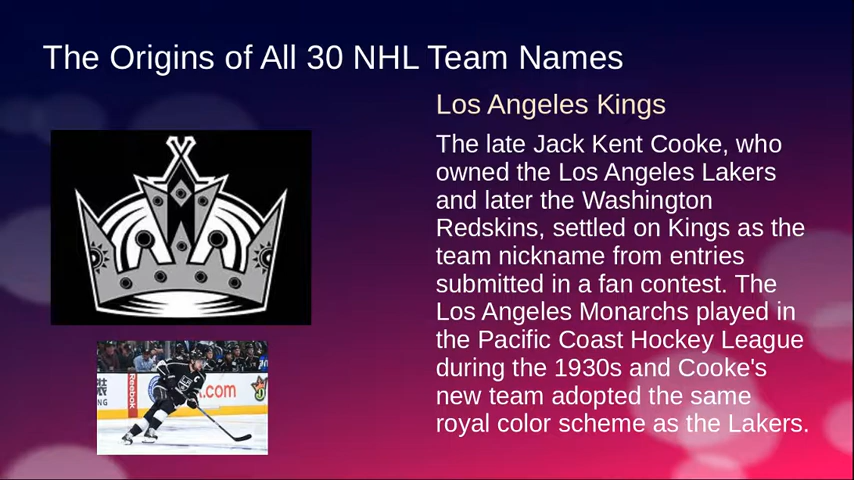 The Origins of All 30 NHL Team Names
Los Angeles Kings
The late Jack Kent Cooke, who
owned the Los Angeles Lakers
and later the Washington
Redskins, settled on Kings as the
team nickname from entries
submitted in a fan contest. The
Los Angeles Monarchs played in
the Pacific Coast Hockey League
during the 1930s and Cooke's
new team adopted the same
royal color scheme as the Lakers.
Reebok
.com